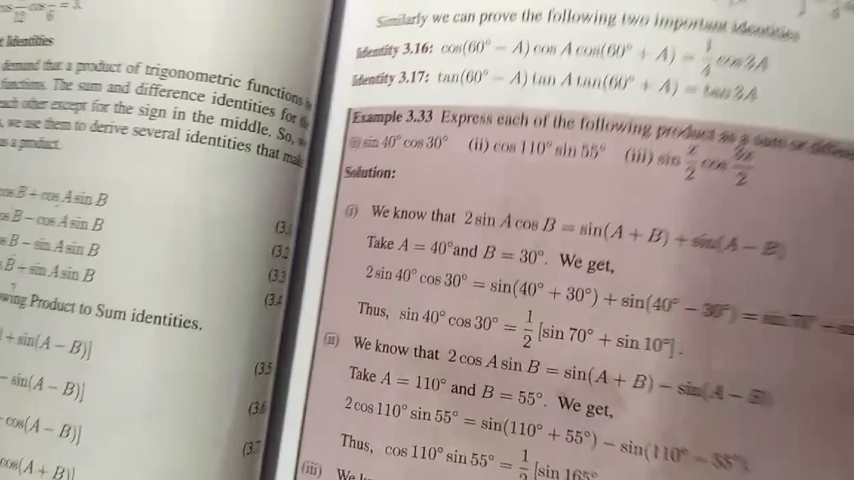 Identities
demand that a product of trigonometric functions
functions. The sum and difference identities for
each other except for the sign in the middle. So,
we use them to derive several identities that
as a product.
B + cos A sin B
B − cos A sin B
B − sin A sin B
B + sin A sin B
Product to Sum identities.
+ sin(A − B)]
− sin(A − B)]
cos(A − B)]
cos(A + B)]
(3.5
(3.6
(3.7
Similarly we can prove the following two important identities
Identity 3.16: cos(60° − A) cos A cos(60° + A) = 1/4 cos 3A
Identity 3.17: tan(60° − A) tan A tan(60° + A) = tan 3A
Example 3.33 Express each of the following product as a sum or
(i) sin 40° cos 30° (ii) cos 110° sin 55° (iii) sin x/2 cos 3x/2
Solution:
(i) We know that 2 sin A cos B = sin(A + B) + sin(A − B)
Take A = 40°and B = 30°. We get,
2 sin 40° cos 30° = sin(40° + 30°) + sin(40° − 30°) = sin 70°
Thus, sin 40° cos 30° = 1/2 [sin 70° + sin 10°].
(ii) We know that 2 cos A sin B = sin(A + B) − sin(A − B)
Take A = 110° and B = 55°. We get,
2 cos 110° sin 55° = sin(110° + 55°) − sin(110° − 55°)
Thus, cos 110° sin 55° = 1/2 [sin 165°
(iii) We